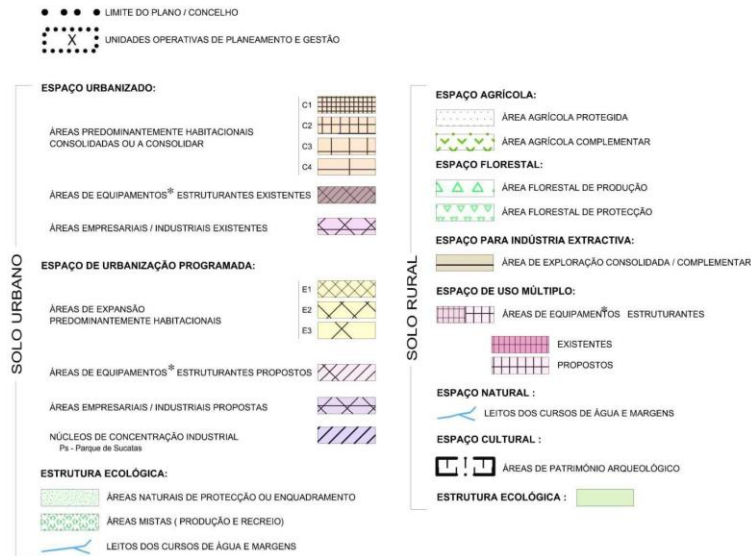 LIMITE DO PLANO / CONCELHO
X UNIDADES OPERATIVAS DE PLANEAMENTO E GESTÃO
SOLO URBANO
ESPAÇO URBANIZADO:
C1
ÁREAS PREDOMINANTEMENTE HABITACIONAIS
CONSOLIDADAS OU A CONSOLIDAR
C2
C3
C4
ÁREAS DE EQUIPAMENTOS* ESTRUTURANTES EXISTENTES
ÁREAS EMPRESARIAIS / INDUSTRIAIS EXISTENTES
ESPAÇO DE URBANIZAÇÃO PROGRAMADA:
E1
ÁREAS DE EXPANSÃO
PREDOMINANTEMENTE HABITACIONAIS
E2
E3
ÁREAS DE EQUIPAMENTOS* ESTRUTURANTES PROPOSTOS
ÁREAS EMPRESARIAIS / INDUSTRIAIS PROPOSTAS
NÚCLEOS DE CONCENTRAÇÃO INDUSTRIAL
Ps - Parque de Sucatas
ESTRUTURA ECOLÓGICA:
ÁREAS NATURAIS DE PROTECÇÃO OU ENQUADRAMENTO
ÁREAS MISTAS ( PRODUÇÃO E RECREIO)
LEITOS DOS CURSOS DE ÀGUA E MARGENS
SOLO RURAL
ESPAÇO AGRÍCOLA:
ÁREA AGRÍCOLA PROTEGIDA
ÁREA AGRÍCOLA COMPLEMENTAR
ESPAÇO FLORESTAL:
ÁREA FLORESTAL DE PRODUÇÃO
ÁREA FLORESTAL DE PROTECÇÃO
ESPAÇO PARA INDÚSTRIA EXTRACTIVA:
ÁREA DE EXPLORAÇÃO CONSOLIDADA / COMPLEMENTAR
ESPAÇO DE USO MÚLTIPLO:
ÁREAS DE EQUIPAMENTOS* ESTRUTURANTES
EXISTENTES
PROPOSTOS
ESPAÇO NATURAL :
LEITOS DOS CURSOS DE ÀGUA E MARGENS
ESPAÇO CULTURAL :
ÁREAS DE PATRIMÓNIO ARQUEOLÓGICO
ESTRUTURA ECOLÓGICA :